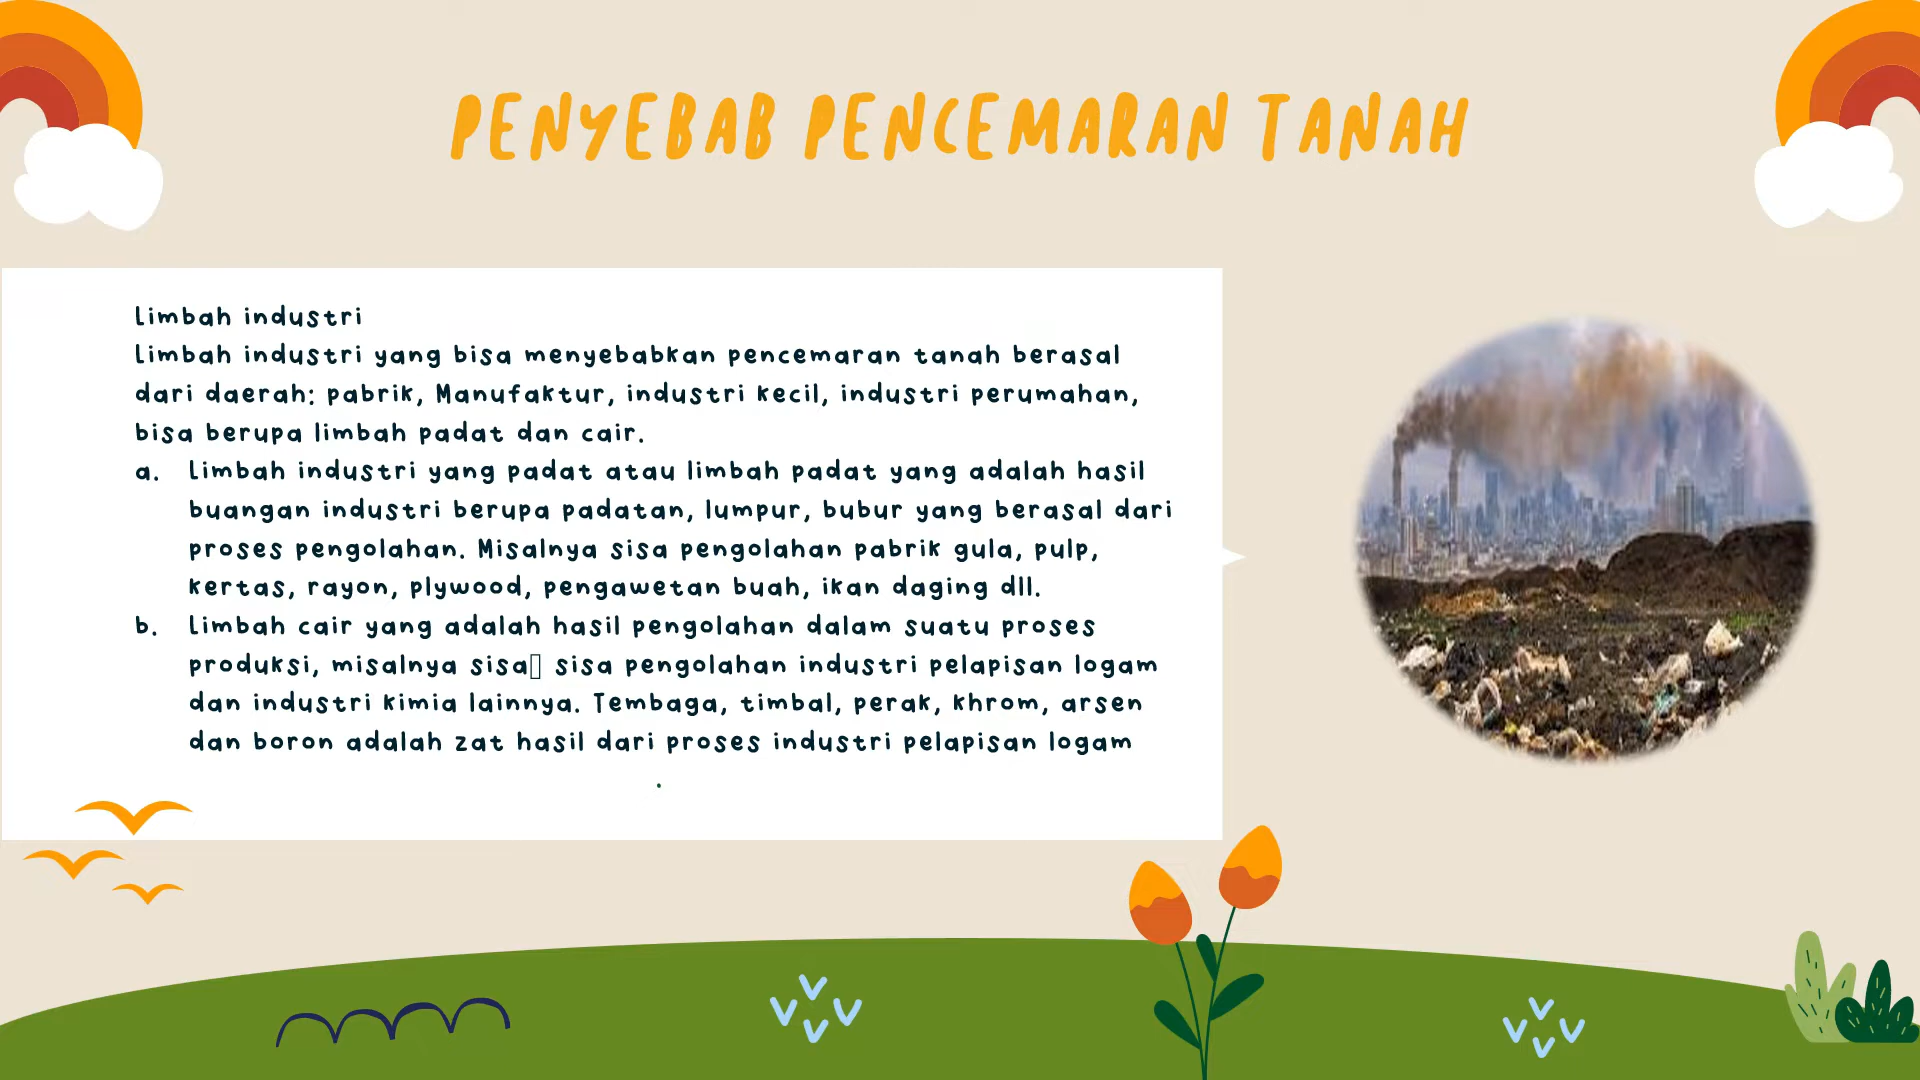 PENYEBAB PENCEMARAN TANAH
Limbah industri
Limbah industri yang bisa menyebabkan pencemaran tanah berasal
dari daerah: pabrik, Manufaktur, industri kecil, industri perumahan,
bisa berupa limbah padat dan cair.
a. Limbah industri yang padat atau limbah padat yang adalah hasil
buangan industri berupa padatan, lumpur, bubur yang berasal dari
proses pengolahan. Misalnya sisa pengolahan pabrik gula, pulp,
kertas, rayon, plywood, pengawetan buah, ikan daging dll.
b. Limbah cair yang adalah hasil pengolahan dalam suatu proses
produksi, misalnya sisa▯ sisa pengolahan industri pelapisan logam
dan industri kimia lainnya. Tembaga, timbal, perak, khrom, arsen
dan boron adalah zat hasil dari proses industri pelapisan logam
.